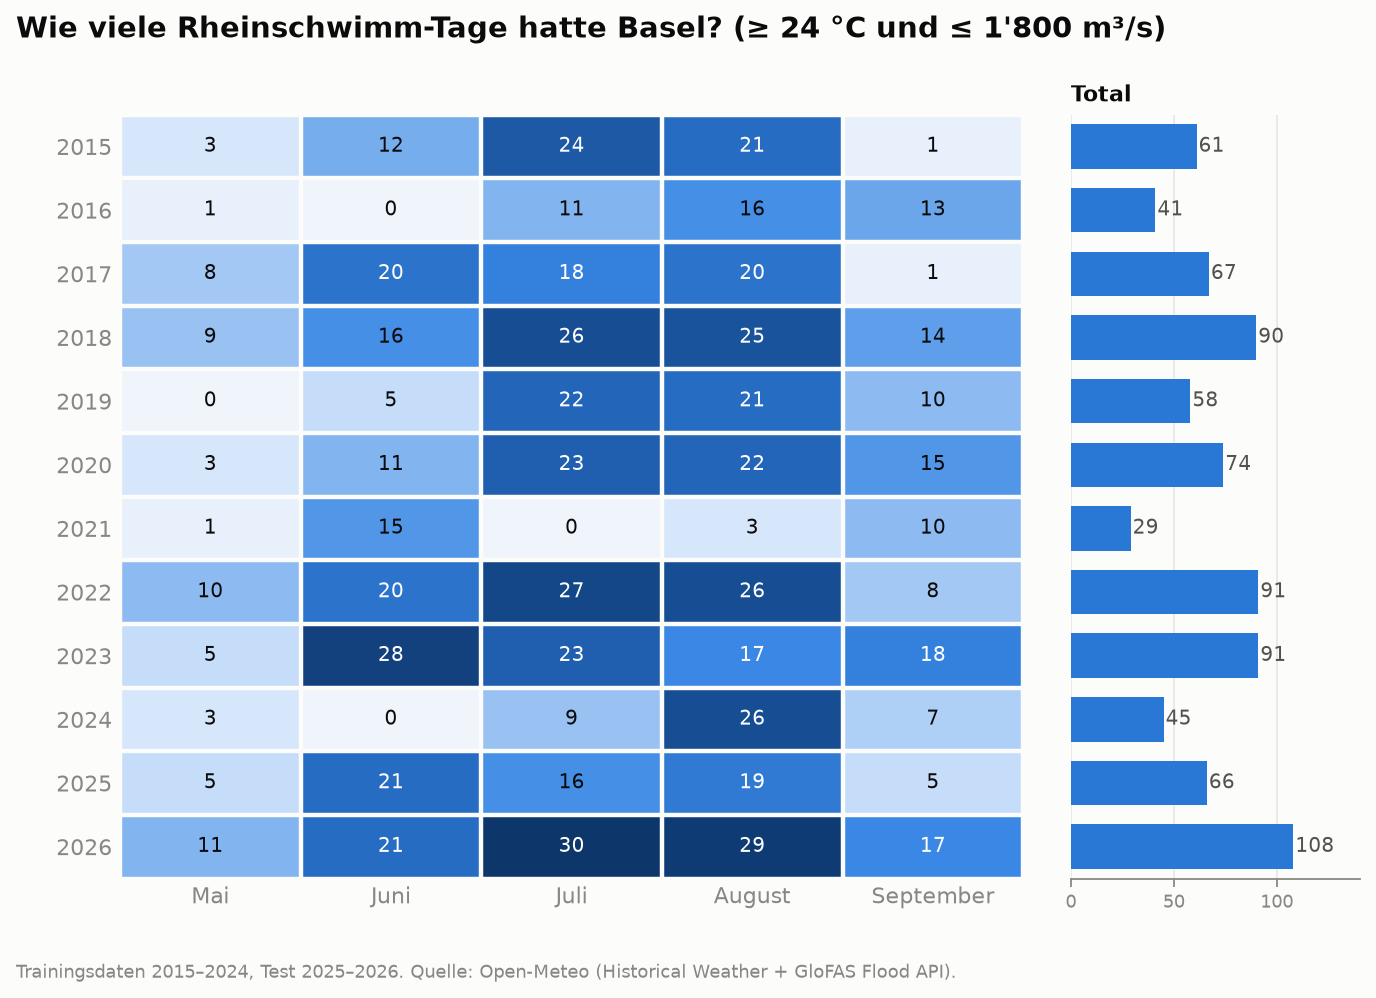 Wie viele Rheinschwimm-Tage hatte Basel? (≥ 24 °C und ≤ 1'800 m³/s)
Total
2015 3 12 24 21 1 61
2016 1 0 11 16 13 41
2017 8 20 18 20 1 67
2018 9 16 26 25 14 90
2019 0 5 22 21 10 58
2020 3 11 23 22 15 74
2021 1 15 0 3 10 29
2022 10 20 27 26 8 91
2023 5 28 23 17 18 91
2024 3 0 9 26 7 45
2025 5 21 16 19 5 66
2026 11 21 30 29 17 108
Mai Juni Juli August September 0 50 100
Trainingsdaten 2015–2024, Test 2025–2026. Quelle: Open-Meteo (Historical Weather + GloFAS Flood API).